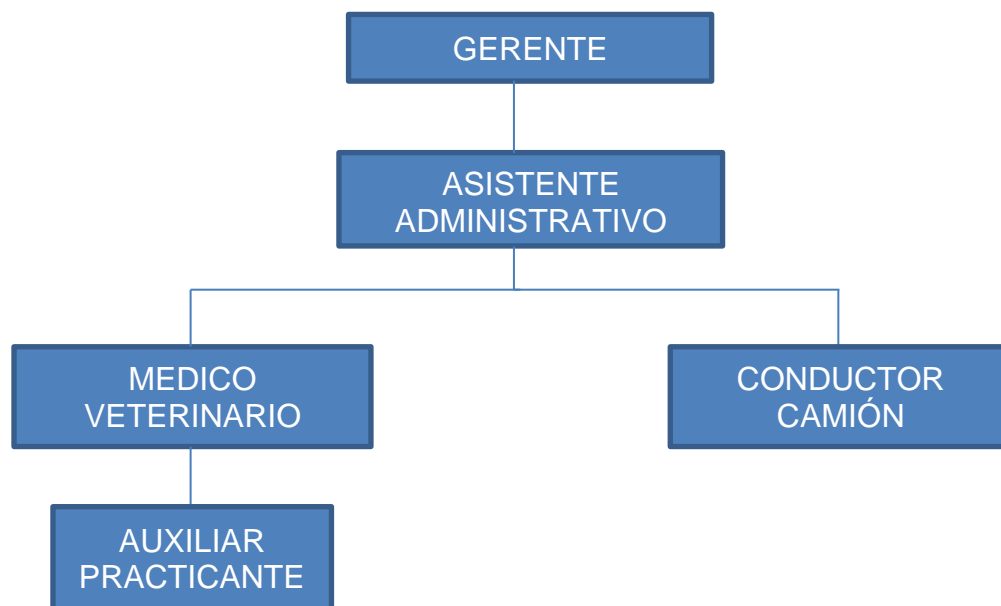 GERENTE
ASISTENTE
ADMINISTRATIVO
MEDICO
VETERINARIO
CONDUCTOR
CAMIÓN
AUXILIAR
PRACTICANTE